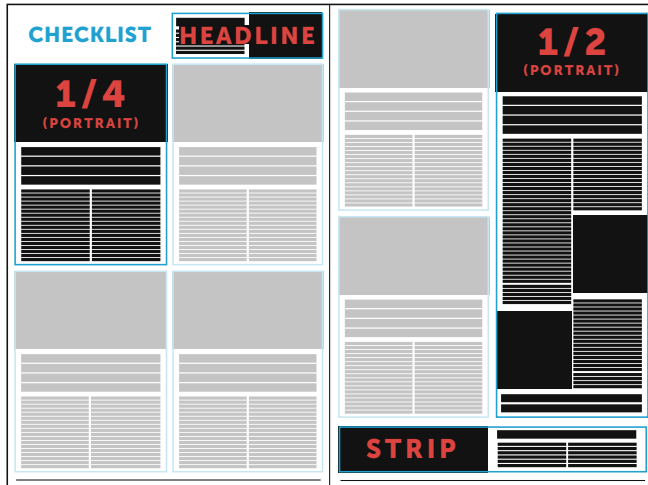 CHECKLIST
HEADLINE
1/4
(PORTRAIT)
1/2
(PORTRAIT)
STRIP